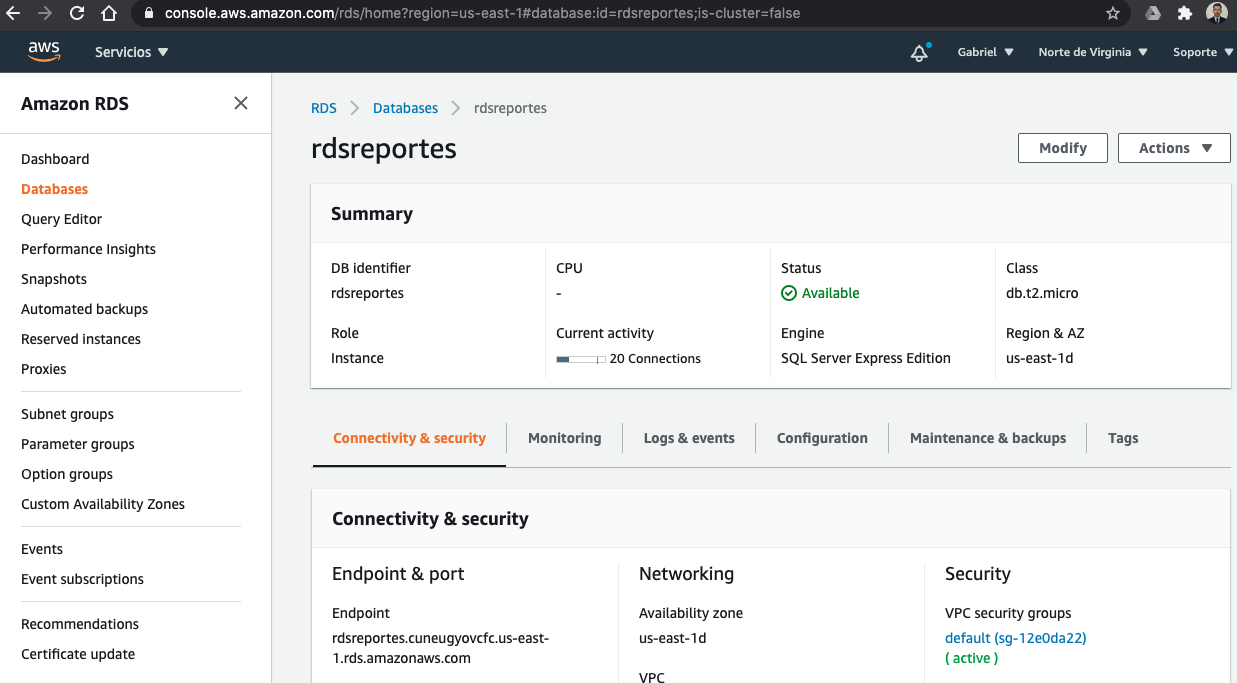 console.aws.amazon.com/rds/home?region=us-east-1#database:id=rdsreportes;is-cluster=false
aws
Servicios
Gabriel
Norte de Virginia
Soporte
Amazon RDS
Dashboard
Databases
Query Editor
Performance Insights
Snapshots
Automated backups
Reserved instances
Proxies
Subnet groups
Parameter groups
Option groups
Custom Availability Zones
Events
Event subscriptions
Recommendations
Certificate update
RDS
Databases
rdsreportes
rdsreportes
Modify
Actions
Summary
DB identifier
rdsreportes
CPU
-
Status
Available
Class
db.t2.micro
Role
Instance
Current activity
20 Connections
Engine
SQL Server Express Edition
Region & AZ
us-east-1d
Connectivity & security
Monitoring
Logs & events
Configuration
Maintenance & backups
Tags
Connectivity & security
Endpoint & port
Endpoint
rdsreportes.cuneugyovcfc.us-east-
1.rds.amazonaws.com
Networking
Availability zone
us-east-1d
VPC
Security
VPC security groups
default (sg-12e0da22)
( active )